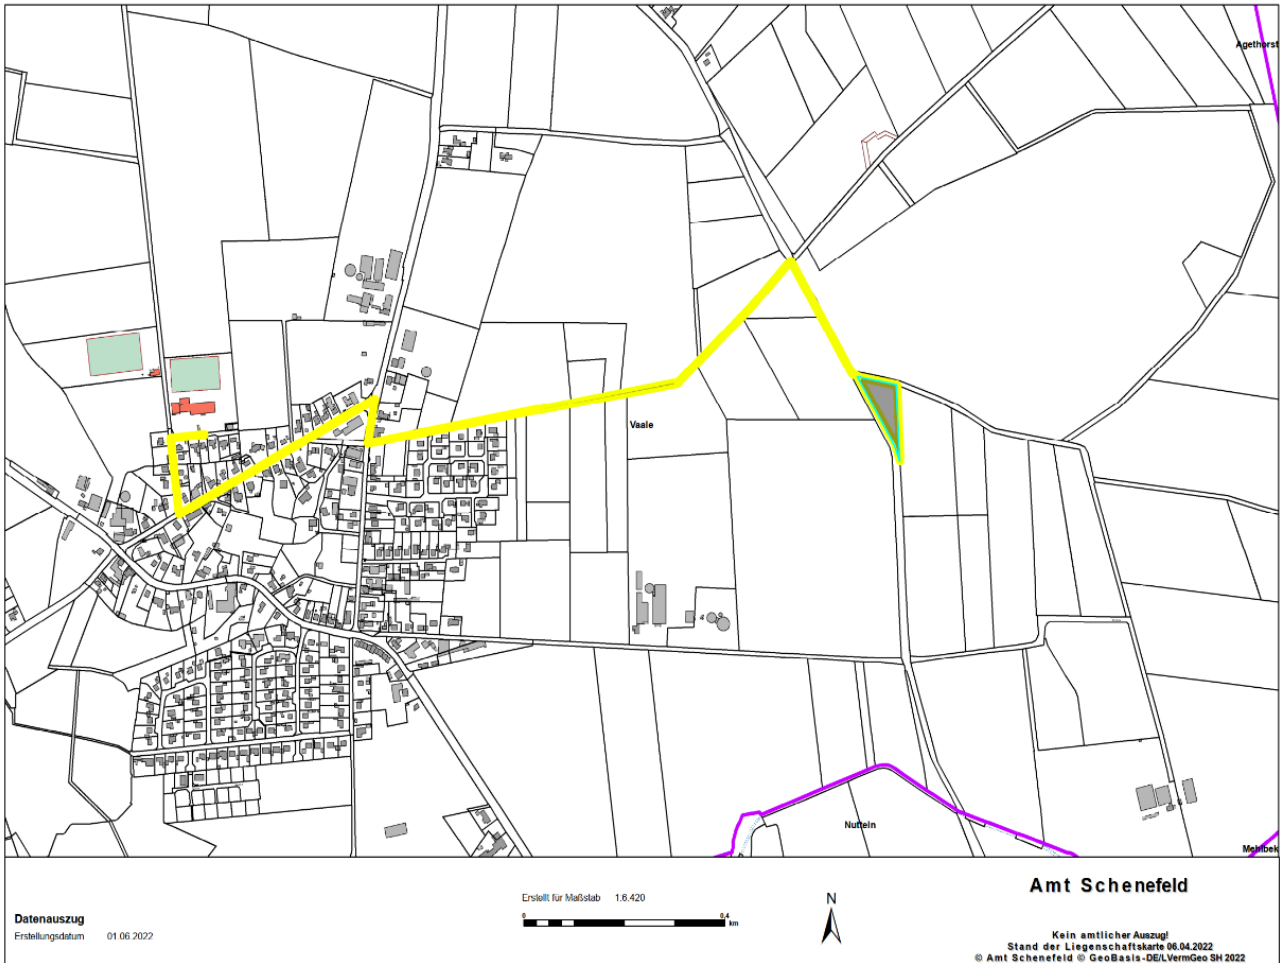 Agethorst
Vaale
Nutteln
Mehlbek
Amt Schenefeld
Erstellt für Maßstab 1:6.420
0 0,4
km
N
Datenauszug
Erstellungsdatum 01.06.2022
Kein amtlicher Auszug!
Stand der Liegenschaftskarte 06.04.2022
© Amt Schenefeld © GeoBasis-DE/LVermGeo SH 2022